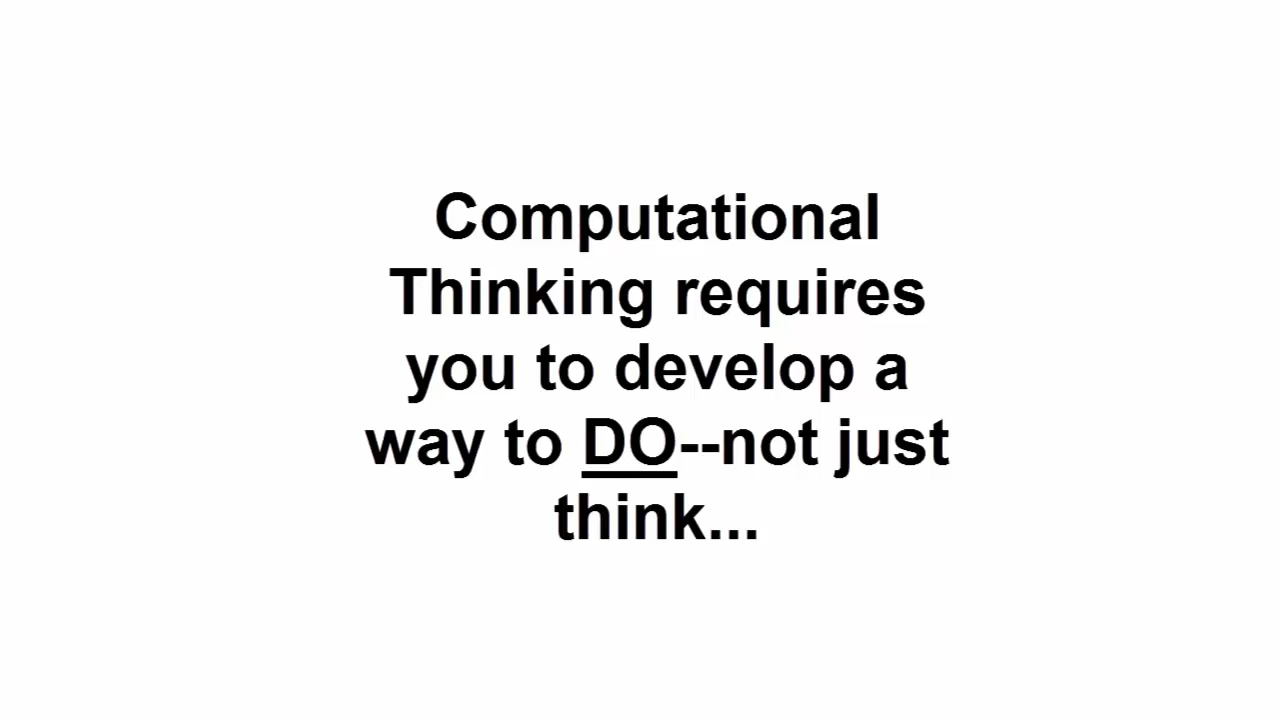 Computational
Thinking requires
you to develop a
way to DO--not just
think...